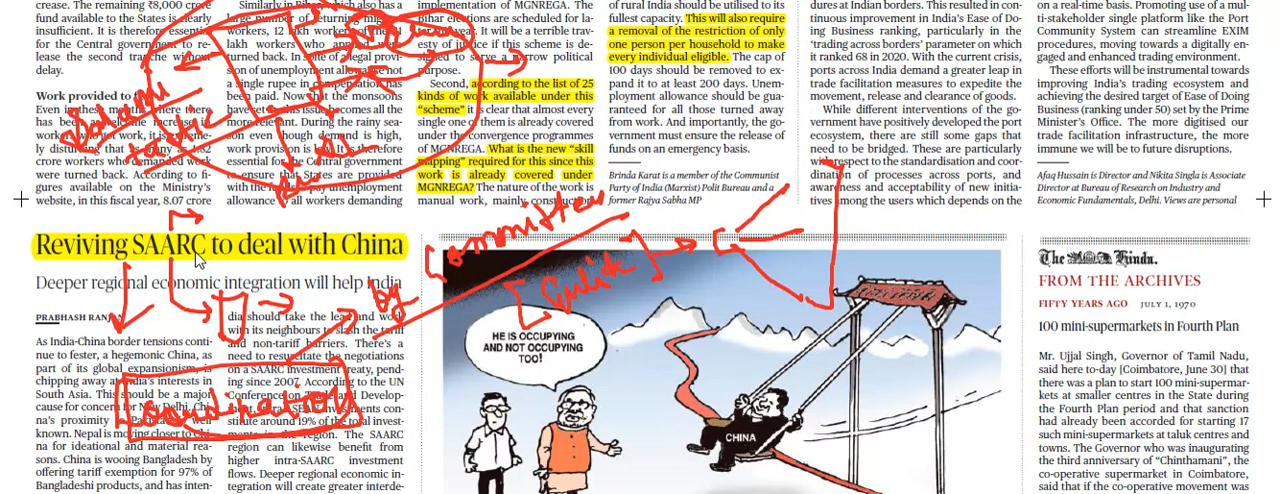 crease. The remaining ₹8,000 crore
fund available to the States is clearly
insufficient. It is therefore essential
for the Central government to re-
lease the second tranche without
delay.
Work provided to
Even in these
has been
disturbing that
crore workers who demanded work
were turned back. According to fi-
gures available on the Ministry's
website, in this fiscal year, 8.07 crore
Similarly in Bihar, which also has a
large number of returning
workers, 12 lakh workers
lakh workers who
turned back. In spite of a legal provi-
sion of unemployment allowance not
a single rupee in compensation has
been paid. Now that the monsoons
have becomes all the
more relevant. During the rainy sea-
son even though demand is high,
work provision is It is therefore
essential for the Central government
to ensure that States are provided
with the unemployment
allowance to all workers demanding
implementation of MGNREGA. The
Bihar elections are scheduled for la-
ter this year. It will be a terrible trav-
esty of justice if this scheme is de-
signed to serve a narrow political
purpose.
Second, according to the list of 25
kinds of work available under this
"scheme" it is clear that almost every
single one of them is already covered
under the convergence programme
of MGNREGA. What is the new "skill
mapping" required for this since this
work is already covered under
MGNREGA? The nature of the work is
manual work, mainly construction
of rural India should be utilised to its
fullest capacity. This will also require
a removal of the restriction of only
one person per household to make
every individual eligible. The cap of
100 days should be removed to ex-
pand it to at least 200 days. Unem-
ployment allowance should be gua-
ranteed for all those turned away
from work. And importantly, the go-
vernment must ensure the release of
funds on an emergency basis.
Brinda Karat is a member of the Communist
Party of India (Marxist) Polit Bureau and a
former Rajya Sabha MP
dures at Indian borders. This resulted in con-
tinuous improvement in India's Ease of Do-
ing Business ranking, particularly in the
'trading across borders' parameter on which
it ranked 68 in 2020. With the current crisis,
ports across India demand a greater leap in
trade facilitation measures to expedite the
movement, release and clearance of goods.
While different interventions of the go-
vernment have positively developed the port
ecosystem, there are still some gaps that
need to be bridged. These are particularly
with respect to the standardisation and coor-
dination of processes across ports, and
awareness and acceptability of new initia-
tives among the users which depends on the
on a real-time basis. Promoting use of a mul-
ti-stakeholder single platform like the Port
Community System can streamline EXIM
procedures, moving towards a digitally en-
gaged and enhanced trading environment.
These efforts will be instrumental towards
improving India's trading ecosystem and
achieving the desired target of Ease of Doing
Business (ranking under 50) set by the Prime
Minister's Office. The more digitised our
trade facilitation infrastructure, the more
immune we will be to future disruptions.
Afaq Hussain is Director and Nikita Singla is Associate
Director at Bureau of Research on Industry and
Economic Fundamentals, Delhi. Views are personal
Reviving SAARC to deal with China
Deeper regional economic integration will help India
PRABHASH RANJAN
As India-China border tensions conti-
nue to fester, a hegemonic China, as
part of its global expansionism, is
chipping away at India's interests in
South Asia. This should be a major
cause for concern for New Delhi. Chi-
na's proximity to Pakistan is well
known. Nepal is moving closer to Chi-
na for ideational and material rea-
sons. China is wooing Bangladesh by
offering tariff exemption for 97% of
Bangladeshi products, and has inten-
dia should take the lead and work
with its neighbours to slash the tariff
and non-tariff barriers. There's a
need to resuscitate the negotiations
on a SAARC investment treaty, pend-
ing since 2007. According to the UN
Conference on Trade and Develop-
ment, intra- investments con-
stitute around 19% of the total invest-
ments in the region. The SAARC
region can likewise benefit from
higher intra-SAARC investment
flows. Deeper regional economic in-
tegration will create greater interde-
by Committee
Coordination
HE IS OCCUPYING
AND NOT OCCUPYING
TOO!
CHINA
The Hindu.
FROM THE ARCHIVES
FIFTY YEARS AGO JULY 1, 1970
100 mini-supermarkets in Fourth Plan
Mr. Ujjal Singh, Governor of Tamil Nadu,
said here to-day [Coimbatore, June 30] that
there was a plan to start 100 mini-supermar-
kets at smaller centres in the State during
the Fourth Plan period and that sanction
had already been accorded for starting 17
such mini-supermarkets at taluk centres and
towns. The Governor who was inaugurating
the third anniversary of "Chinthamani", the
co-operative supermarket in Coimbatore,
said that if the co-operative movement was